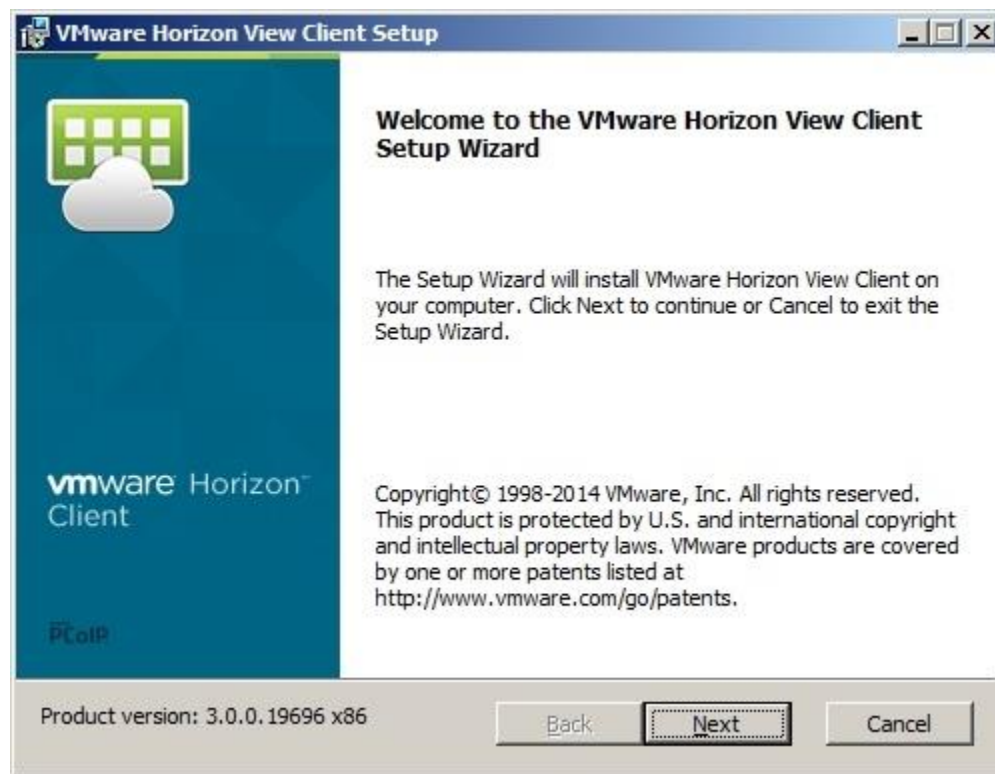 VMware Horizon View Client Setup
Welcome to the VMware Horizon View Client
Setup Wizard
The Setup Wizard will install VMware Horizon View Client on
your computer. Click Next to continue or Cancel to exit the
Setup Wizard.
vmware Horizon™
Client
Copyright© 1998-2014 VMware, Inc. All rights reserved.
This product is protected by U.S. and international copyright
and intellectual property laws. VMware products are covered
by one or more patents listed at
http://www.vmware.com/go/patents.
PCoIP
Product version: 3.0.0.19696 x86
Back
Next
Cancel